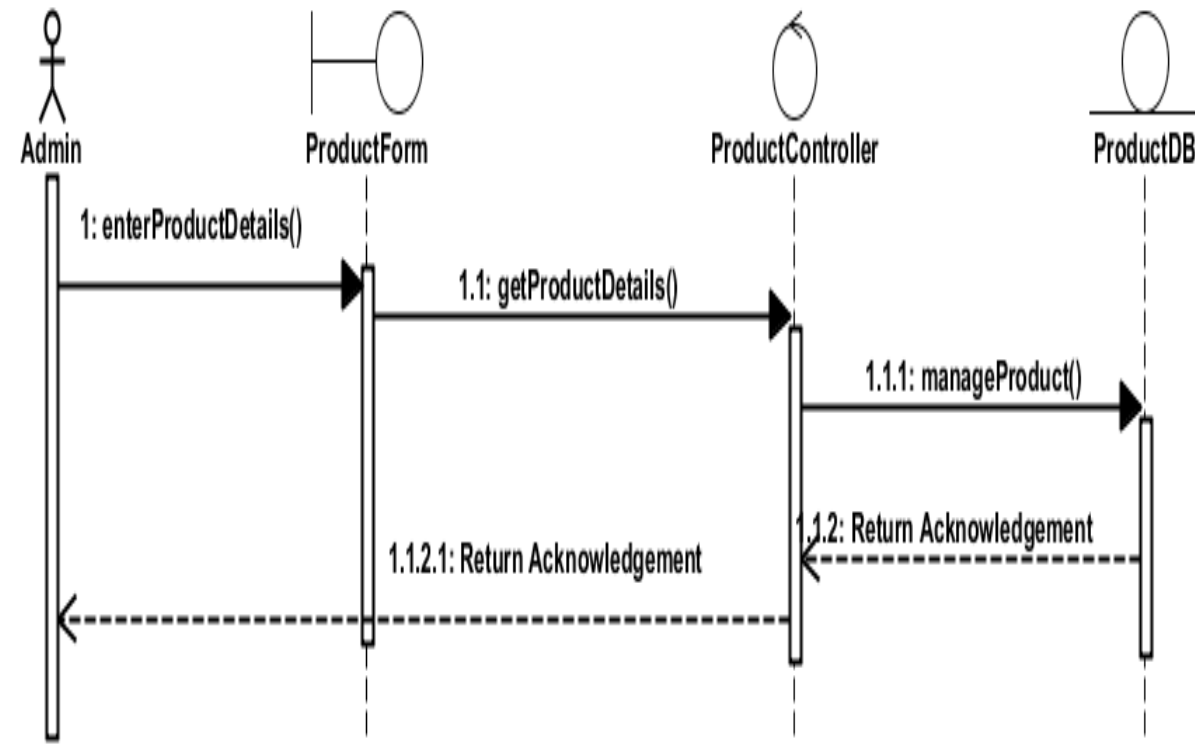 Admin
ProductForm
ProductController
ProductDB
1: enterProductDetails()
1.1: getProductDetails()
1.1.1: manageProduct()
1.1.2: Return Acknowledgement
1.1.2.1: Return Acknowledgement